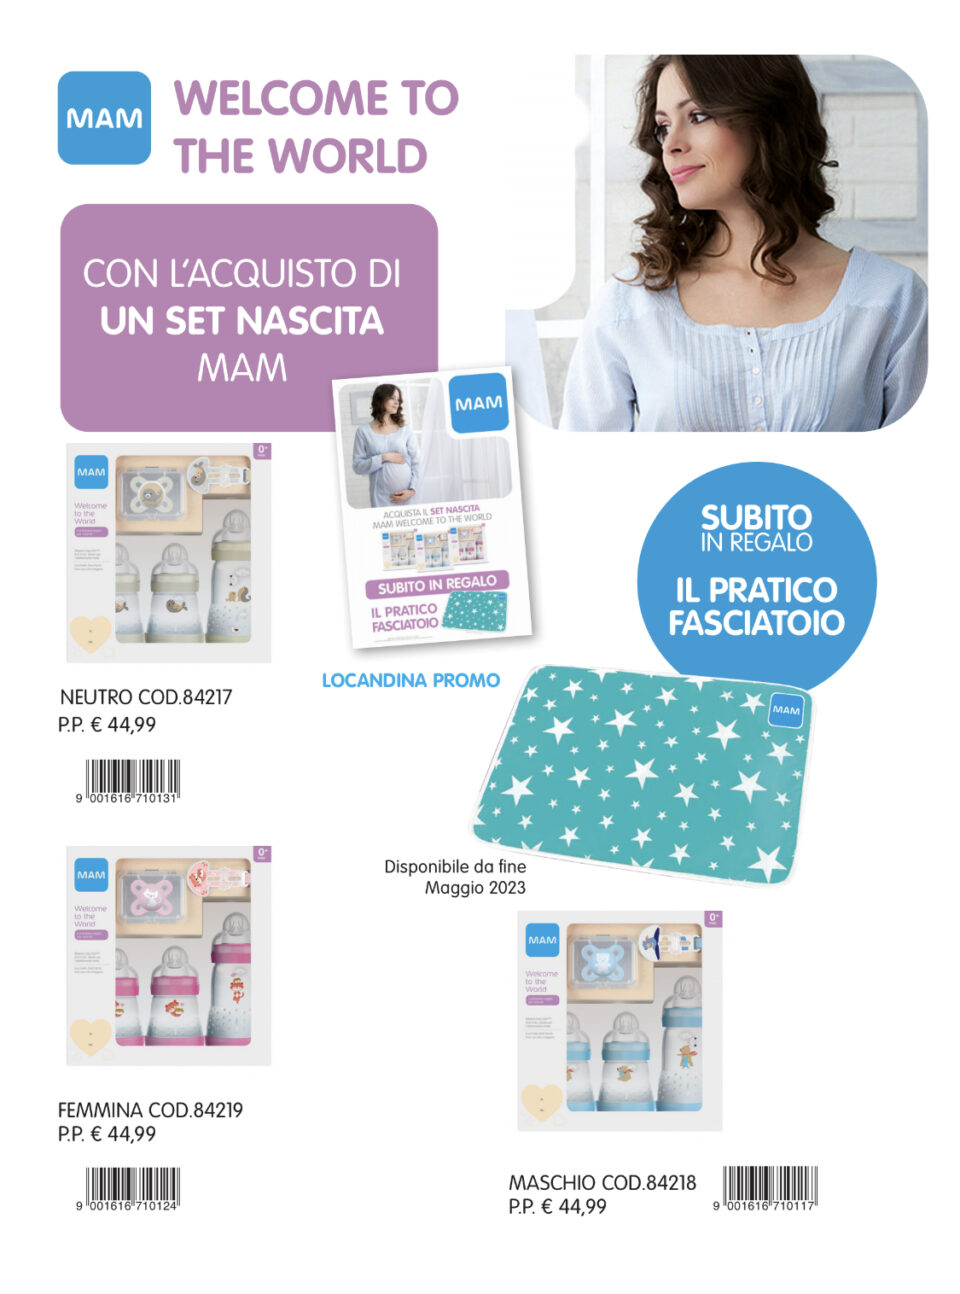 MAM
WELCOME TO
THE WORLD
CON L'ACQUISTO DI
UN SET NASCITA
MAM
MAM
ACQUISTA IL SET NASCITA
MAM WELCOME TO THE WORLD
SUBITO IN REGALO
IL PRATICO
FASCIATOIO
LOCANDINA PROMO
SUBITO
IN REGALO
IL PRATICO
FASCIATOIO
MAM
0+
MAM
Welcome
to the
World
NEUTRO COD.84217
P.P. € 44,99
9 001616 710131
Disponibile da fine
Maggio 2023
0+
MAM
Welcome
to the
World
FEMMINA COD.84219
P.P. € 44,99
9 001616 710124
0+
MAM
Welcome
to the
World
MASCHIO COD.84218
P.P. € 44,99
9 001616 710117